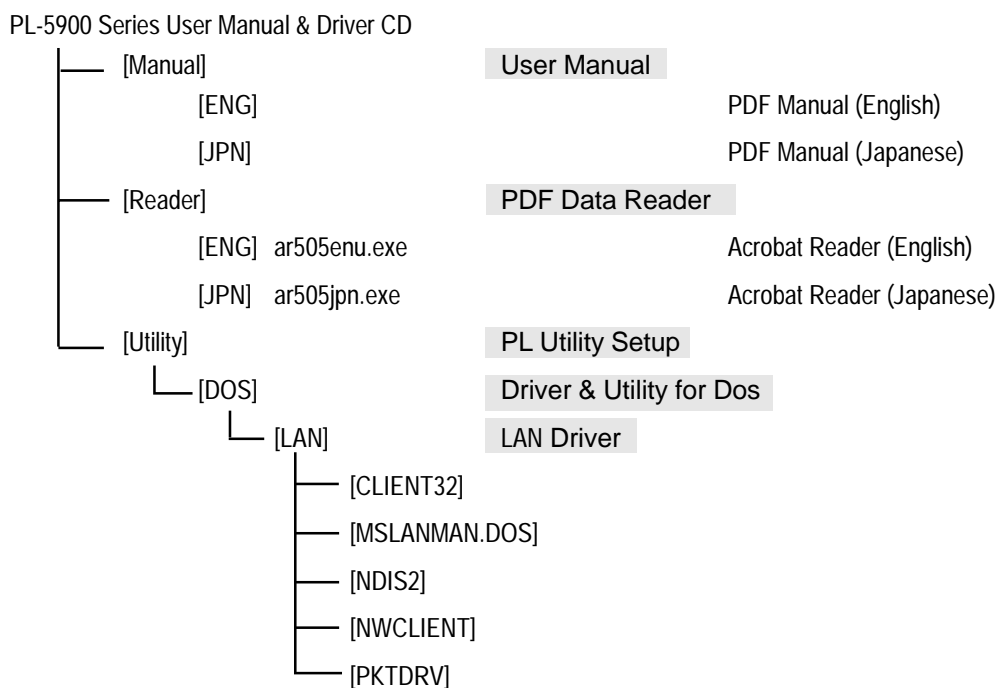 PL-5900 Series User Manual & Driver CD
[Manual] User Manual
[ENG] PDF Manual (English)
[JPN] PDF Manual (Japanese)
[Reader] PDF Data Reader
[ENG] ar505enu.exe Acrobat Reader (English)
[JPN] ar505jpn.exe Acrobat Reader (Japanese)
[Utility] PL Utility Setup
[DOS] Driver & Utility for Dos
[LAN] LAN Driver
[CLIENT32]
[MSLANMAN.DOS]
[NDIS2]
[NWCLIENT]
[PKTDRV]